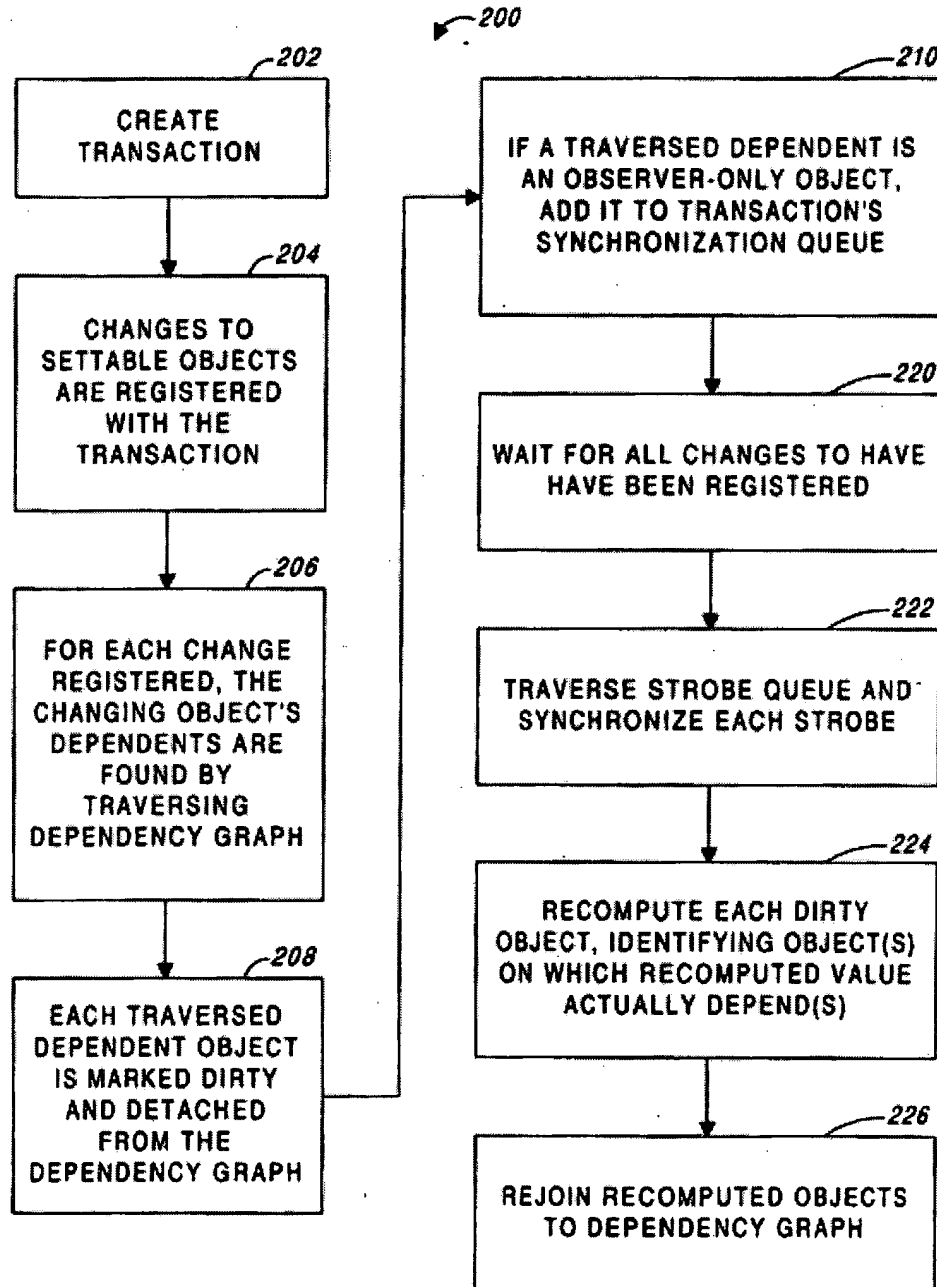 200
202
CREATE
TRANSACTION
204
CHANGES TO
SETTABLE OBJECTS
ARE REGISTERED
WITH THE
TRANSACTION
206
FOR EACH CHANGE
REGISTERED, THE
CHANGING OBJECT'S
DEPENDENTS ARE
FOUND BY
TRAVERSING
DEPENDENCY GRAPH
208
EACH TRAVERSED
DEPENDENT OBJECT
IS MARKED DIRTY
AND DETACHED
FROM THE
DEPENDENCY GRAPH
210
IF A TRAVERSED DEPENDENT IS
AN OBSERVER-ONLY OBJECT,
ADD IT TO TRANSACTION'S
SYNCHRONIZATION QUEUE
220
WAIT FOR ALL CHANGES TO HAVE
HAVE BEEN REGISTERED
222
TRAVERSE STROBE QUEUE AND
SYNCHRONIZE EACH STROBE
224
RECOMPUTE EACH DIRTY
OBJECT, IDENTIFYING OBJECT(S)
ON WHICH RECOMPUTED VALUE
ACTUALLY DEPEND(S)
226
REJOIN RECOMPUTED OBJECTS
TO DEPENDENCY GRAPH